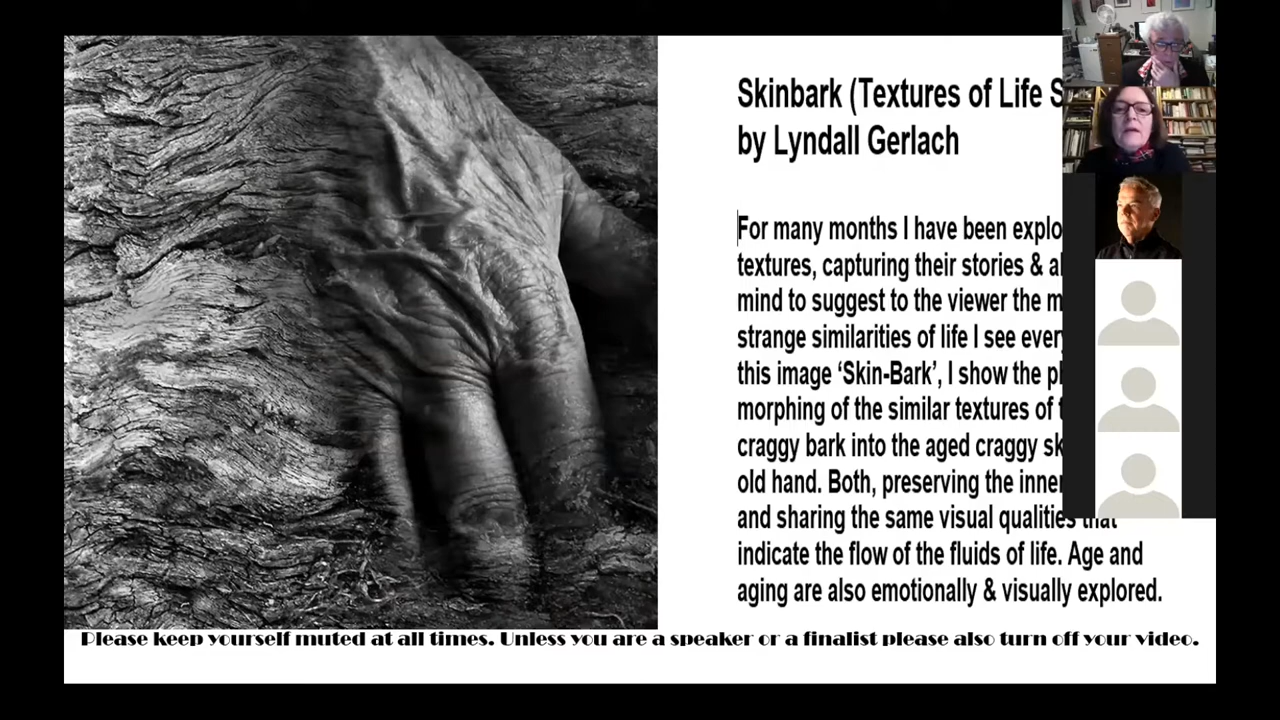 Skinbark (Textures of Life S
by Lyndall Gerlach
For many months I have been explo
textures, capturing their stories & a
mind to suggest to the viewer the m
strange similarities of life I see ever
this image ‘Skin-Bark’, I show the p
morphing of the similar textures of
craggy bark into the aged craggy sk
old hand. Both, preserving the inner
and sharing the same visual qualities that
indicate the flow of the fluids of life. Age and
aging are also emotionally & visually explored.
Please keep yourself muted at all times. Unless you are a speaker or a finalist please also turn off your video.